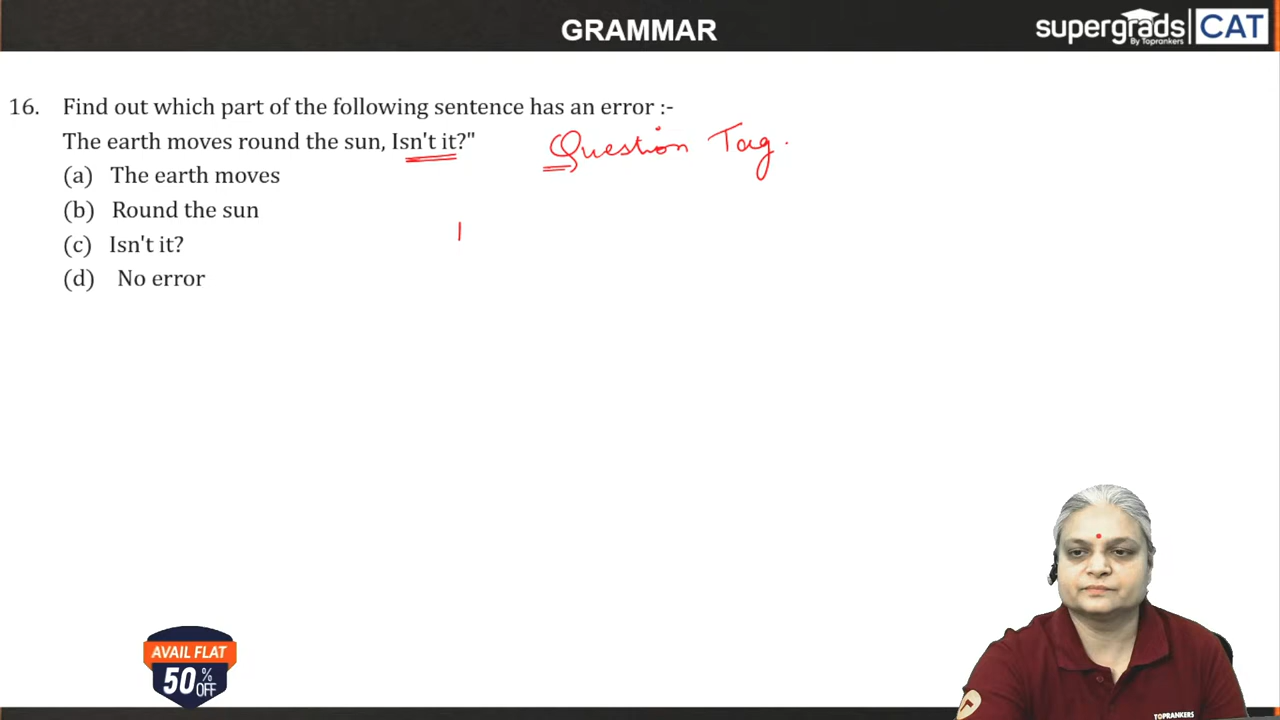 GRAMMAR
supergrads CAT
By Toprankers
16. Find out which part of the following sentence has an error :-
The earth moves round the sun, Isn't it?" Question Tag.
(a) The earth moves
(b) Round the sun
(c) Isn't it?
(d) No error
AVAIL FLAT
50% OFF
TOPRANKERS